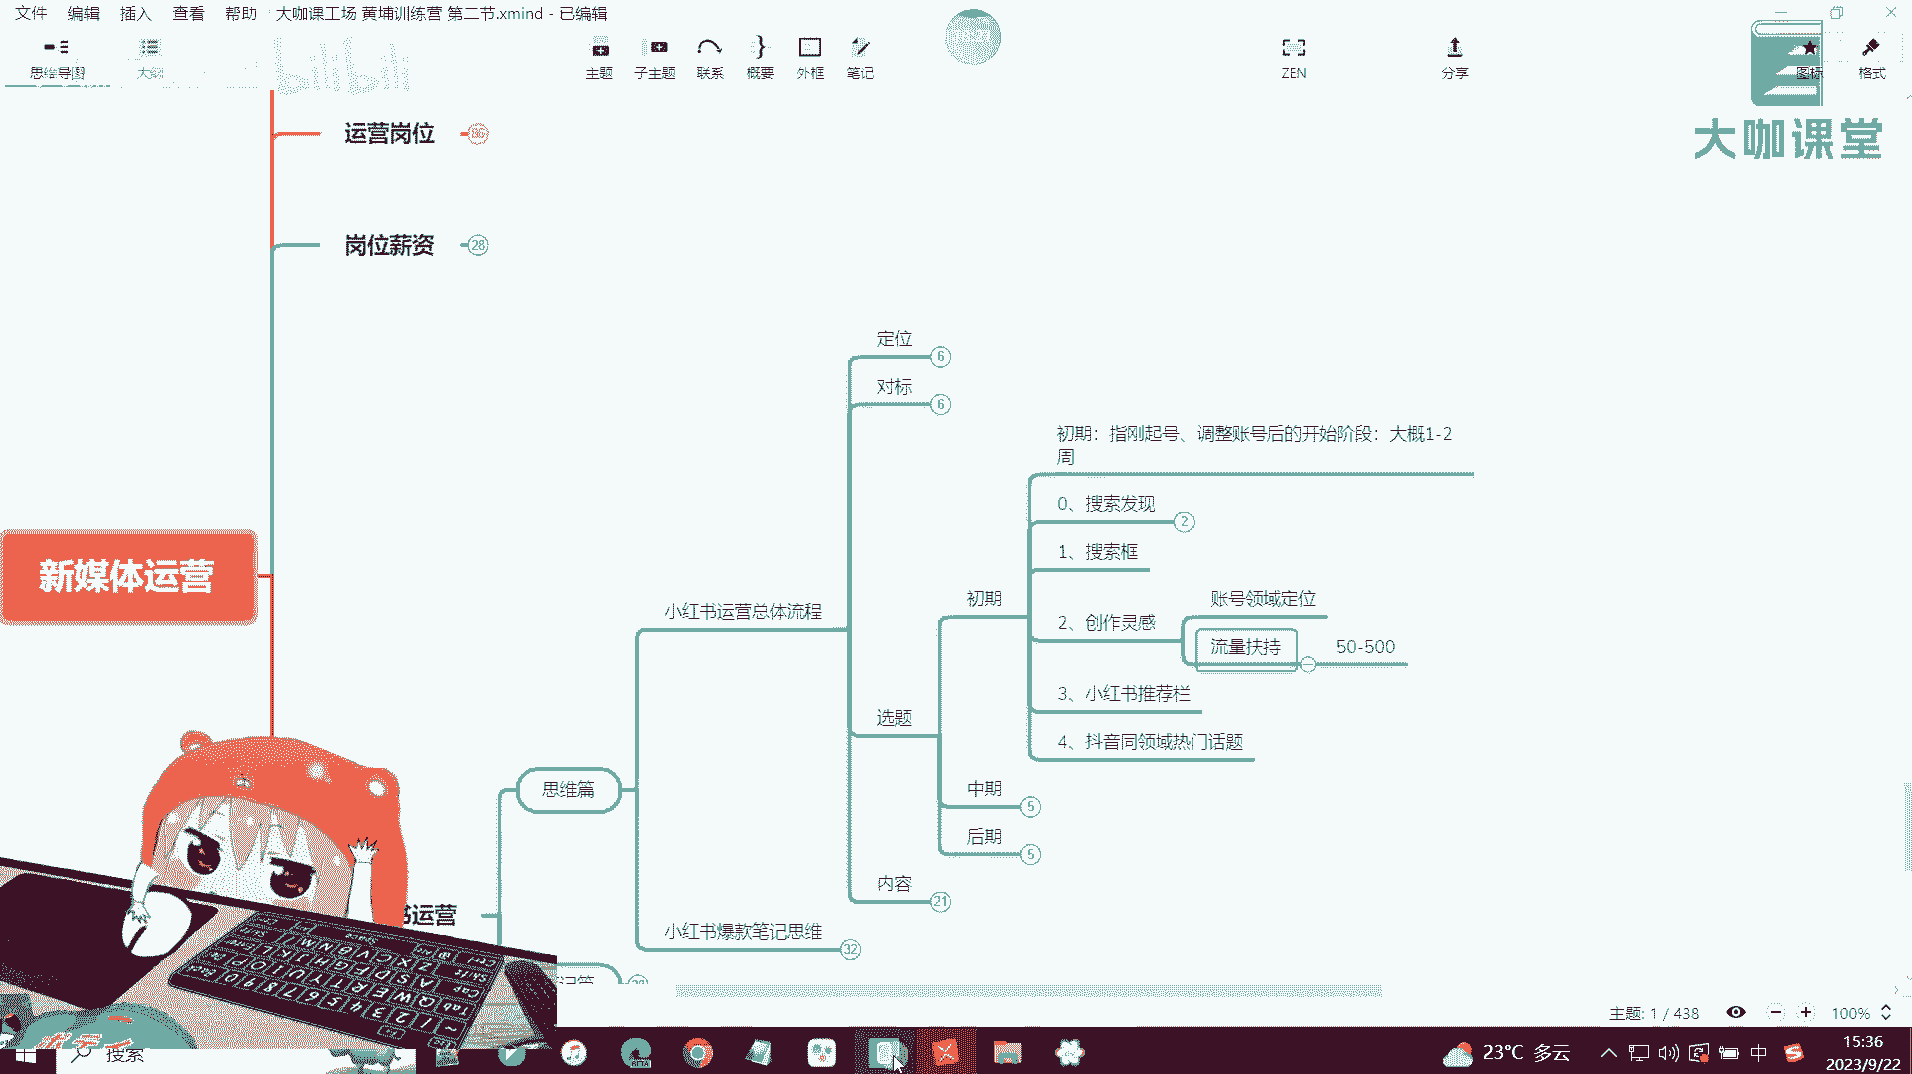 文件 编辑 插入 查看 帮助 大咖课工场 黄埔训练营 第二节.xmind - 已编辑
思维导图 大纲 主题 子主题 联系 概要 外框 笔记 ZEN 分享 图标 格式
bilibili
大咖课堂
运营岗位 86
岗位薪资 28
定位 6
对标 6
初期：指刚起号、调整账号后的开始阶段：大概1-2
周
0、搜索发现 2
1、搜索框
初期
账号领域定位
2、创作灵感
流量扶持 50-500
小红书运营总体流程
3、小红书推荐栏
选题
4、抖音同领域热门话题
新媒体运营
思维篇
中期 5
后期 5
内容 21
书运营
小红书爆款笔记思维 32
主题: 1 / 438 100%
搜索
23°C 多云 中
15:36
2023/9/22